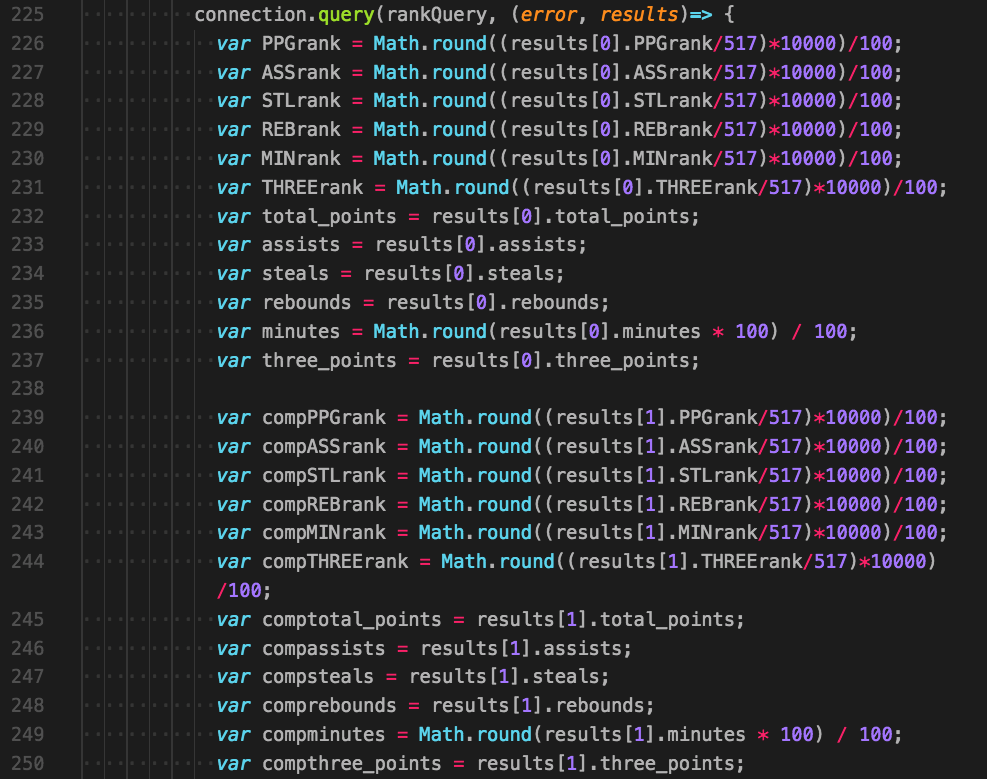 225 connection.query(rankQuery, (error, results)=> {
226 var PPGrank = Math.round((results[0].PPGrank/517)*10000)/100;
227 var ASSrank = Math.round((results[0].ASSrank/517)*10000)/100;
228 var STLrank = Math.round((results[0].STLrank/517)*10000)/100;
229 var REBrank = Math.round((results[0].REBrank/517)*10000)/100;
230 var MINrank = Math.round((results[0].MINrank/517)*10000)/100;
231 var THREErank = Math.round((results[0].THREErank/517)*10000)/100;
232 var total_points = results[0].total_points;
233 var assists = results[0].assists;
234 var steals = results[0].steals;
235 var rebounds = results[0].rebounds;
236 var minutes = Math.round(results[0].minutes * 100) / 100;
237 var three_points = results[0].three_points;
238
239 var compPPGrank = Math.round((results[1].PPGrank/517)*10000)/100;
240 var compASSrank = Math.round((results[1].ASSrank/517)*10000)/100;
241 var compSTLrank = Math.round((results[1].STLrank/517)*10000)/100;
242 var compREBrank = Math.round((results[1].REBrank/517)*10000)/100;
243 var compMINrank = Math.round((results[1].MINrank/517)*10000)/100;
244 var compTHREErank = Math.round((results[1].THREErank/517)*10000)
/100;
245 var comptotal_points = results[1].total_points;
246 var compassists = results[1].assists;
247 var compsteals = results[1].steals;
248 var comprebounds = results[1].rebounds;
249 var compminutes = Math.round(results[1].minutes * 100) / 100;
250 var compthree_points = results[1].three_points;